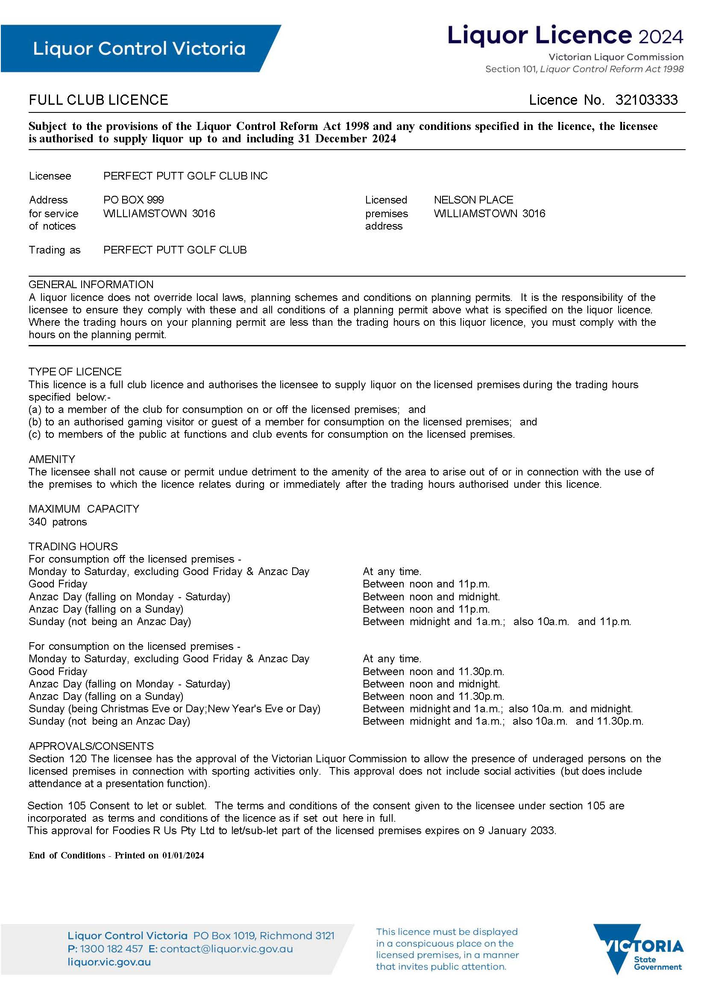 Liquor Control Victoria
Liquor Licence 2024
Victorian Liquor Commission
Section 101, Liquor Control Reform Act 1998
FULL CLUB LICENCE
Licence No. 32103333
Subject to the provisions of the Liquor Control Reform Act 1998 and any conditions specified in the licence, the licensee
is authorised to supply liquor up to and including 31 December 2024
Licensee PERFECT PUTT GOLF CLUB INC
Address PO BOX 999 Licensed NELSON PLACE
for service WILLIAMSTOWN 3016 premises WILLIAMSTOWN 3016
of notices address
Trading as PERFECT PUTT GOLF CLUB
GENERAL INFORMATION
A liquor licence does not override local laws, planning schemes and conditions on planning permits. It is the responsibility of the
licensee to ensure they comply with these and all conditions of a planning permit above what is specified on the liquor licence.
Where the trading hours on your planning permit are less than the trading hours on this liquor licence, you must comply with the
hours on the planning permit.
TYPE OF LICENCE
This licence is a full club licence and authorises the licensee to supply liquor on the licensed premises during the trading hours
specified below:-
(a) to a member of the club for consumption on or off the licensed premises; and
(b) to an authorised gaming visitor or guest of a member for consumption on the licensed premises; and
(c) to members of the public at functions and club events for consumption on the licensed premises.
AMENITY
The licensee shall not cause or permit undue detriment to the amenity of the area to arise out of or in connection with the use of
the premises to which the licence relates during or immediately after the trading hours authorised under this licence.
MAXIMUM CAPACITY
340 patrons
TRADING HOURS
For consumption off the licensed premises -
Monday to Saturday, excluding Good Friday & Anzac Day At any time.
Good Friday Between noon and 11p.m.
Anzac Day (falling on Monday - Saturday) Between noon and midnight.
Anzac Day (falling on a Sunday) Between noon and 11p.m.
Sunday (not being an Anzac Day) Between midnight and 1a.m.; also 10a.m. and 11p.m.
For consumption on the licensed premises -
Monday to Saturday, excluding Good Friday & Anzac Day At any time.
Good Friday Between noon and 11.30p.m.
Anzac Day (falling on Monday - Saturday) Between noon and midnight.
Anzac Day (falling on a Sunday) Between noon and 11.30p.m.
Sunday (being Christmas Eve or Day;New Year's Eve or Day) Between midnight and 1a.m.; also 10a.m. and midnight.
Sunday (not being an Anzac Day) Between midnight and 1a.m.; also 10a.m. and 11.30p.m.
APPROVALS/CONSENTS
Section 120 The licensee has the approval of the Victorian Liquor Commission to allow the presence of underaged persons on the
licensed premises in connection with sporting activities only. This approval does not include social activities (but does include
attendance at a presentation function).
Section 105 Consent to let or sublet. The terms and conditions of the consent given to the licensee under section 105 are
incorporated as terms and conditions of the licence as if set out here in full.
This approval for Foodies R Us Pty Ltd to let/sub-let part of the licensed premises expires on 9 January 2033.
End of Conditions - Printed on 01/01/2024
Liquor Control Victoria PO Box 1019, Richmond 3121
P: 1300 182 457 E: contact@liquor.vic.gov.au
liquor.vic.gov.au
This licence must be displayed
in a conspicuous place on the
licensed premises, in a manner
that invites public attention.
VICTORIA
State
Government